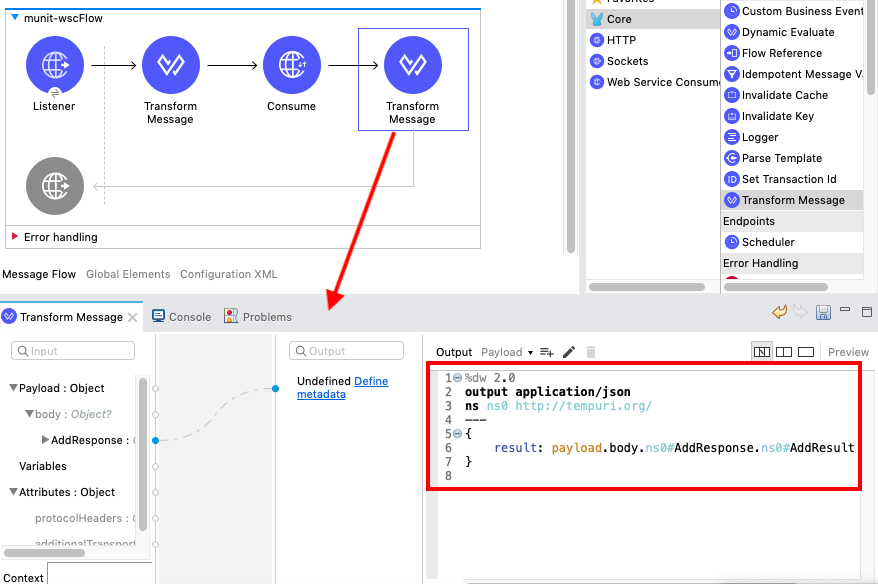 munit-wscFlow
Listener
Transform
Message
Consume
Transform
Message
Error handling
Message Flow
Global Elements
Configuration XML
Core
HTTP
Sockets
Web Service Consume
Custom Business Event
Dynamic Evaluate
Flow Reference
Idempotent Message Va
Invalidate Cache
Invalidate Key
Logger
Parse Template
ID Set Transaction Id
Transform Message
Endpoints
Scheduler
Error Handling
Transform Message
Console
Problems
Input
Payload : Object
body : Object?
AddResponse :
Variables
Attributes : Object
protocolHeaders :
additionalTransport
Context
Output
Undefined Define
metadata
Output Payload
Preview
1 %dw 2.0
2 output application/json
3 ns ns0 http://tempuri.org/
4 ---
5 {
6 result: payload.body.ns0#AddResponse.ns0#AddResult
7 }
8